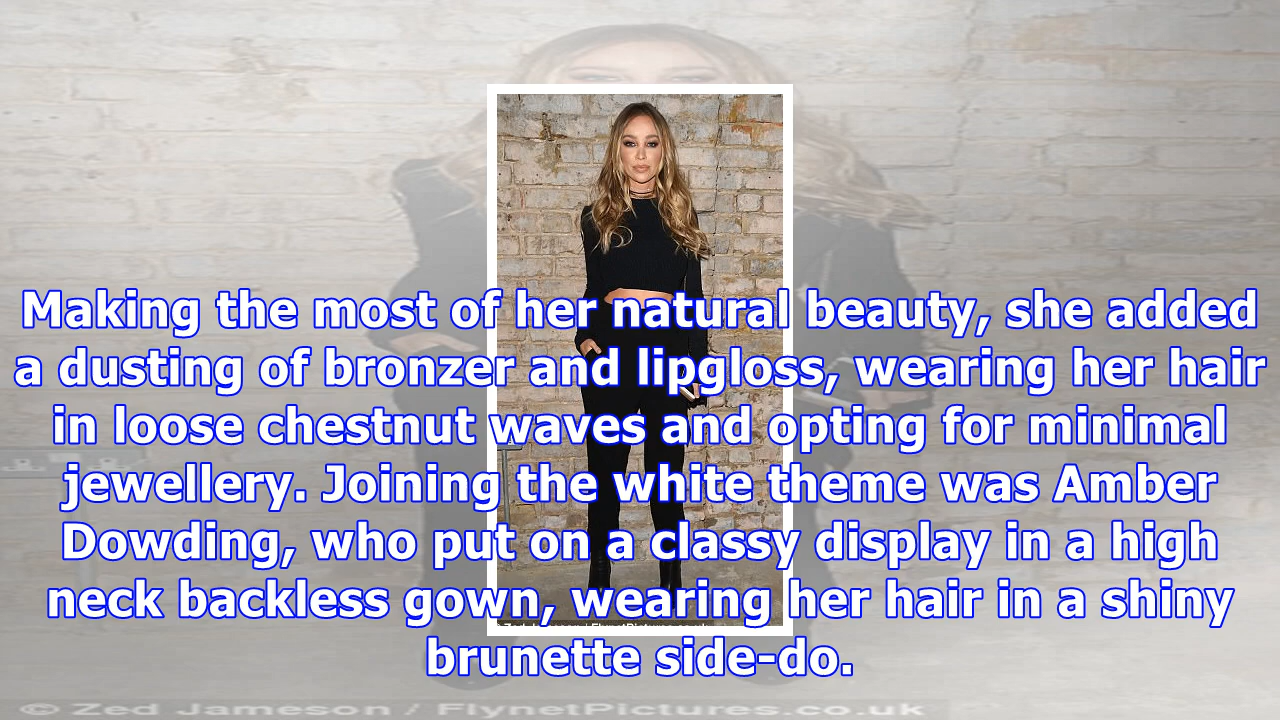 Making the most of her natural beauty, she added
a dusting of bronzer and lipgloss, wearing her hair
in loose chestnut waves and opting for minimal
jewellery. Joining the white theme was Amber
Dowding, who put on a classy display in a high
neck backless gown, wearing her hair in a shiny
brunette side-do.
© Zed Jameson / FlynetPictures.co.uk